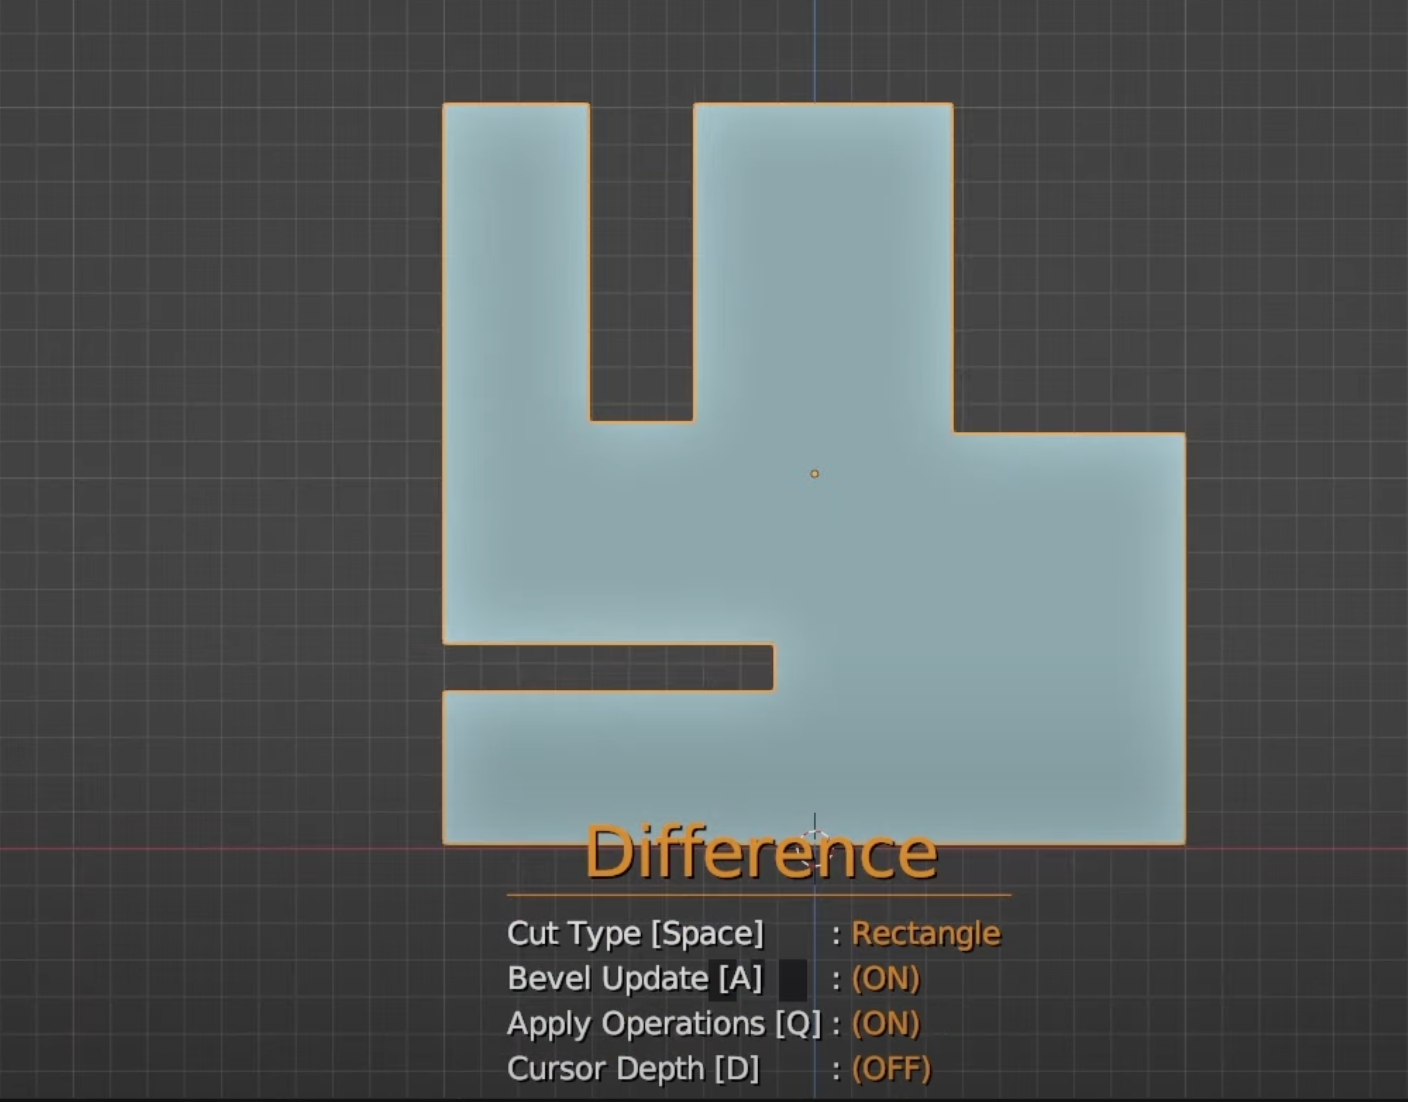 Difference
Cut Type [Space] : Rectangle
Bevel Update [A] : (ON)
Apply Operations [Q] : (ON)
Cursor Depth [D] : (OFF)